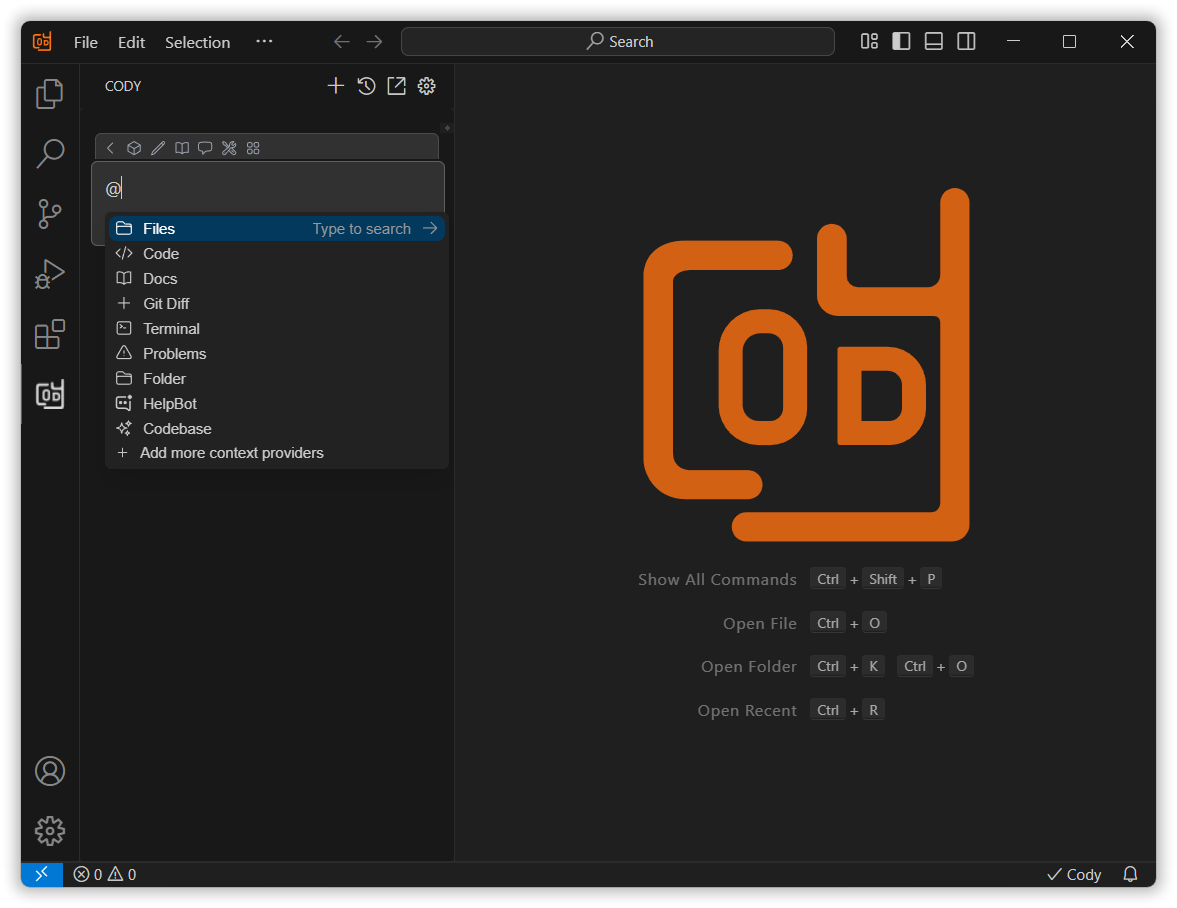 File Edit Selection ··· Search
CODY
@
Files Type to search
Code
Docs
Git Diff
Terminal
Problems
Folder
HelpBot
Codebase
Add more context providers
COD
Show All Commands Ctrl + Shift + P
Open File Ctrl + O
Open Folder Ctrl + K Ctrl + O
Open Recent Ctrl + R
0 0 Cody